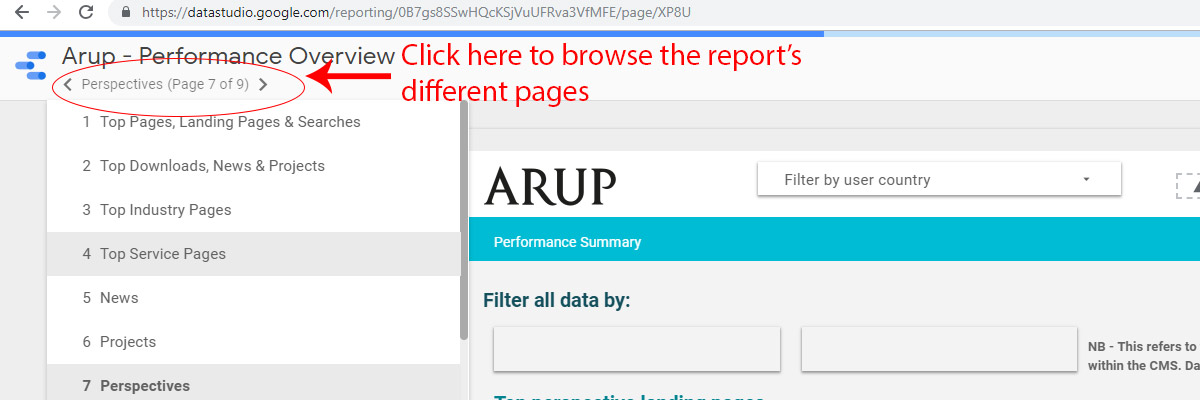 https://datastudio.google.com/reporting/0B7gs8SSwHQcKSjVuUFRva3VfMFE/page/XP8U
Arup - Performance Overview
Perspectives (Page 7 of 9)
Click here to browse the report's
different pages
1 Top Pages, Landing Pages & Searches
2 Top Downloads, News & Projects
3 Top Industry Pages
4 Top Service Pages
5 News
6 Projects
7 Perspectives
ARUP
Filter by user country
Performance Summary
Filter all data by:
NB - This refers to
within the CMS. Da
Top perspective landing pages